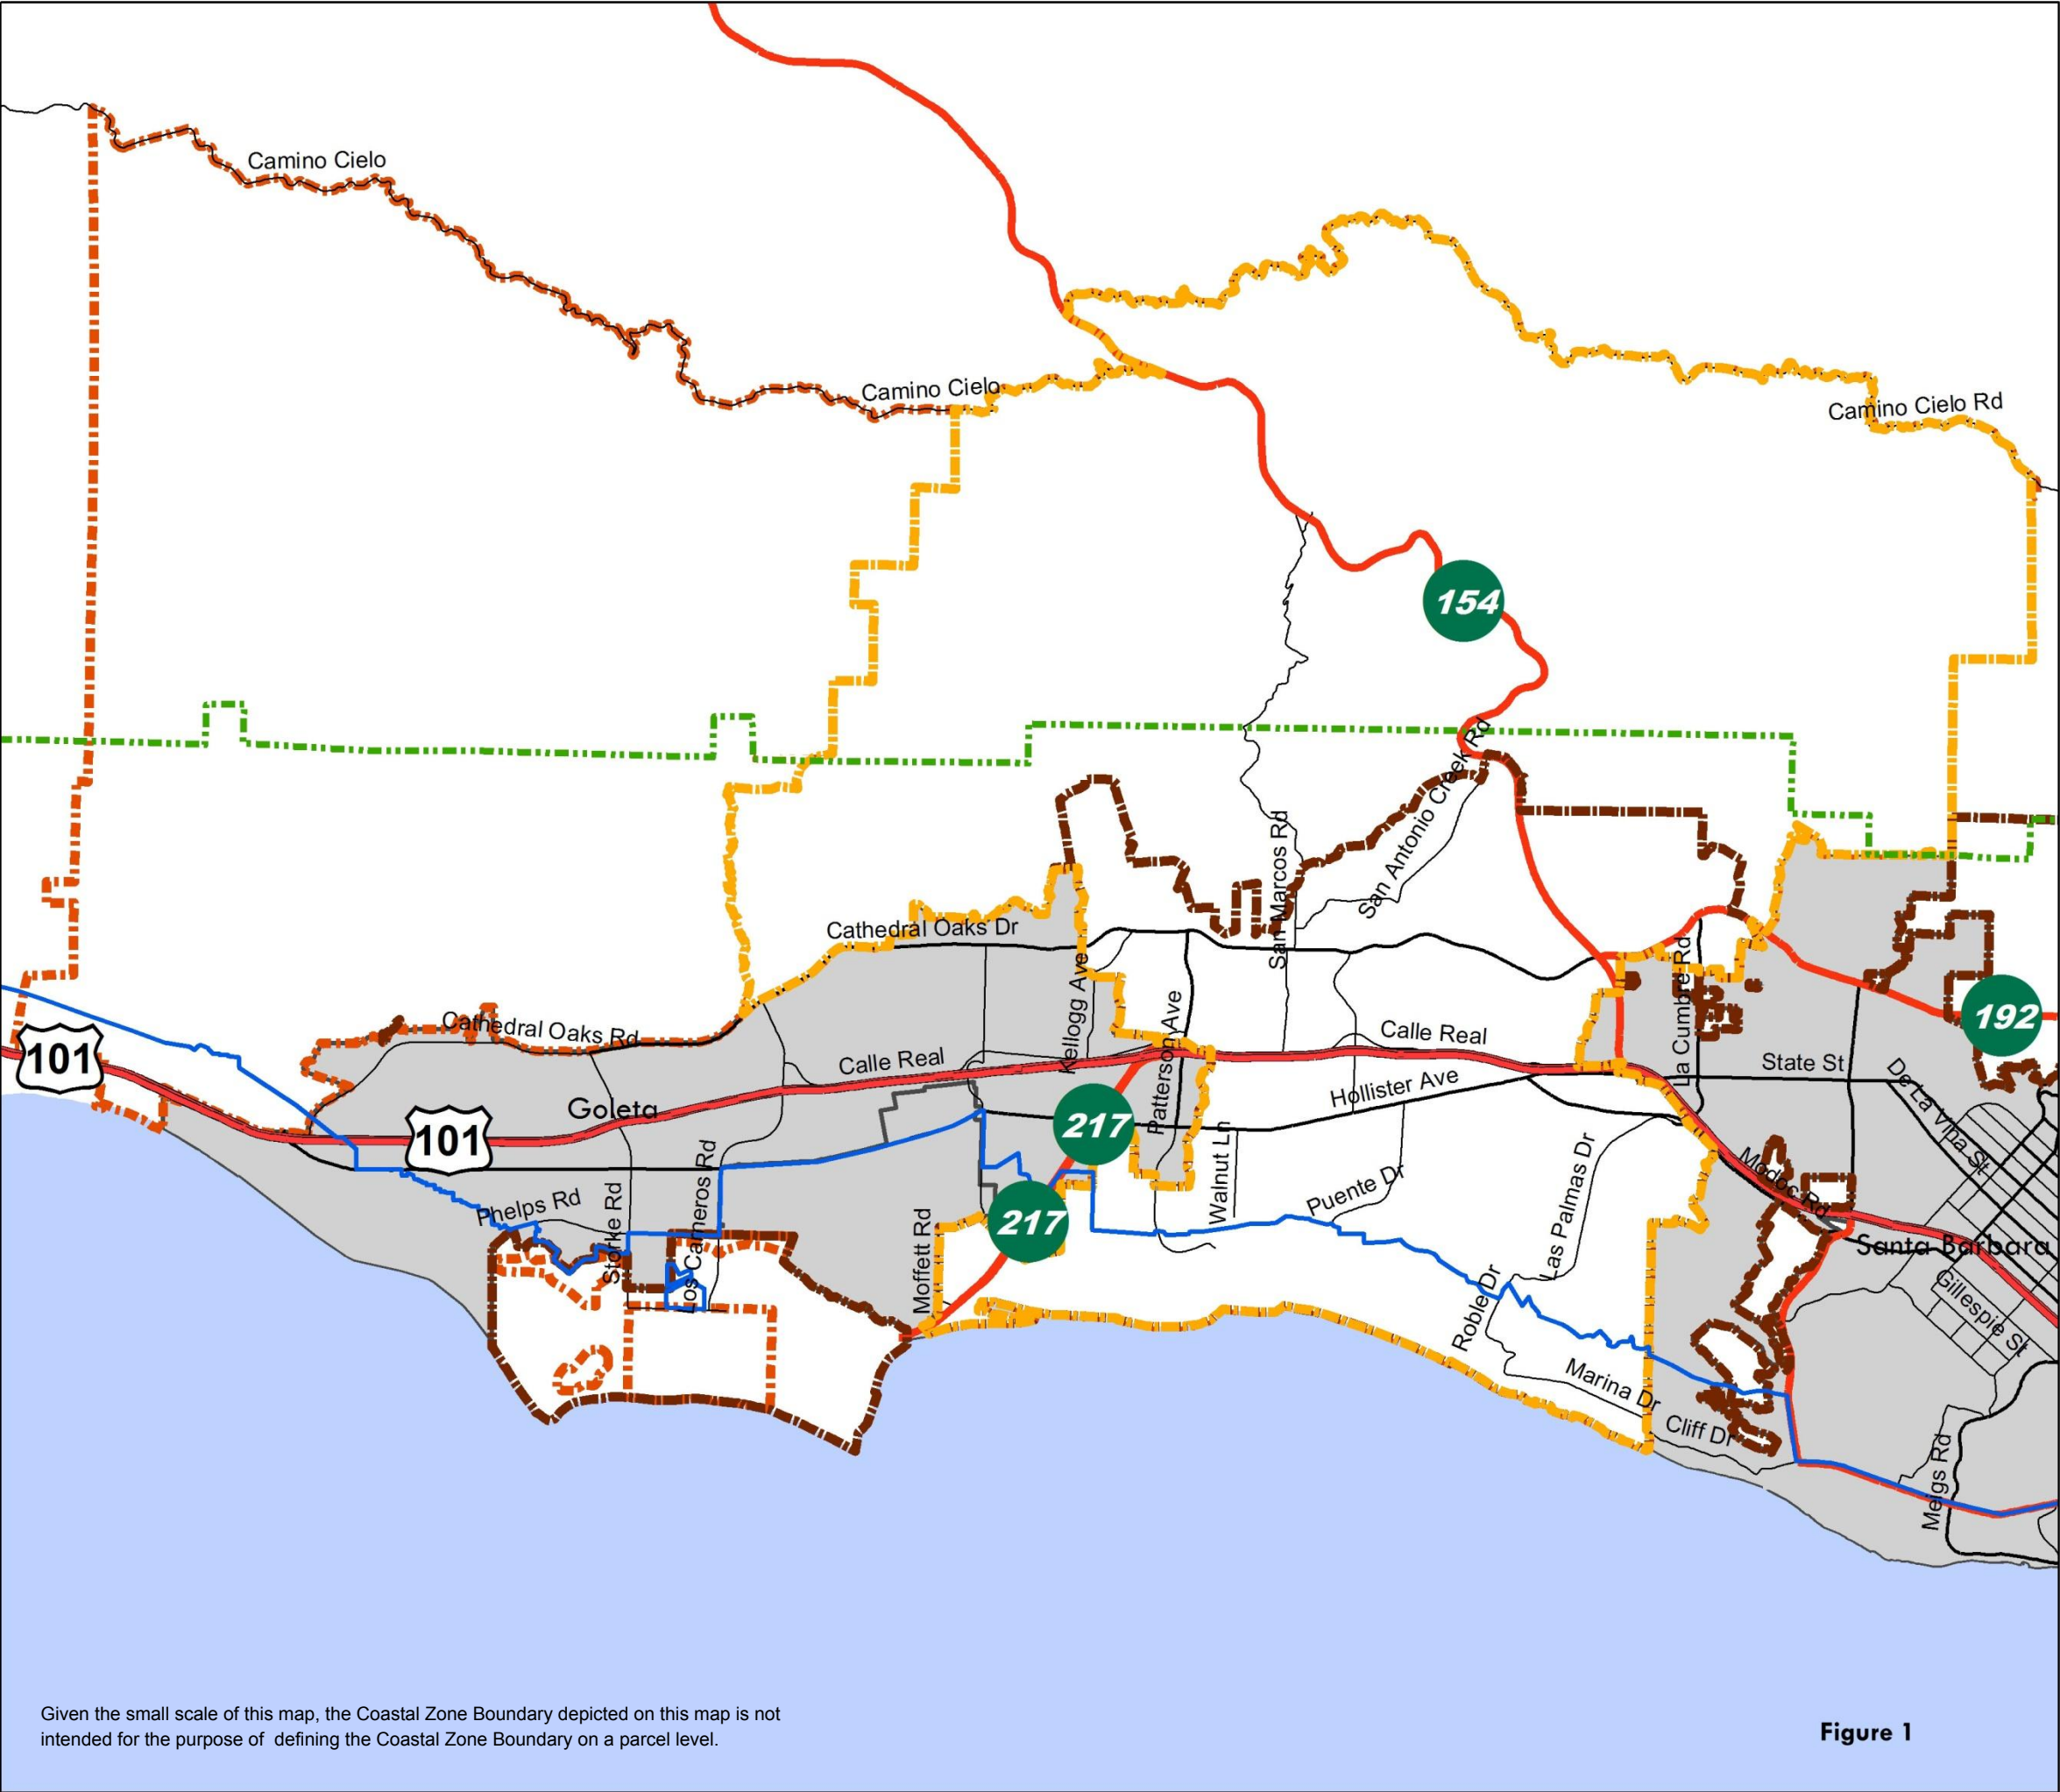 Camino Cielo
Camino Cielo
Camino Cielo Rd
154
San Antonio Creek Rd
San Marcos Rd
Cathedral Oaks Dr
Kellogg Ave
La Cumbre Rd
192
Patterson Ave
Cathedral Oaks Rd
101
Calle Real
Calle Real
State St
De La Vina St
Hollister Ave
Goleta
217
101
Modoc Rd
Walnut Ln
Puente Dr
Las Palmas Dr
Phelps Rd
Storke Rd
Los Carneros Rd
217
Moffett Rd
Santa Barbara
Gillespie St
Roble Dr
Marina Dr
Cliff Dr
Meigs Rd
Given the small scale of this map, the Coastal Zone Boundary depicted on this map is not
intended for the purpose of defining the Coastal Zone Boundary on a parcel level.
Figure 1